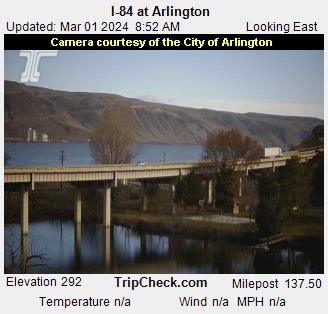 I-84 at Arlington
Updated: Mar 01 2024 8:52 AM Looking East
Camera courtesy of the City of Arlington
Elevation 292 TripCheck.com Milepost 137.50
Temperature n/a Wind n/a MPH n/a